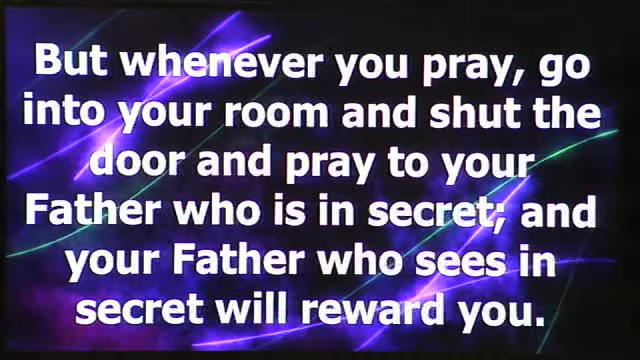 But whenever you pray, go
into your room and shut the
door and pray to your
Father who is in secret; and
your Father who sees in
secret will reward you.